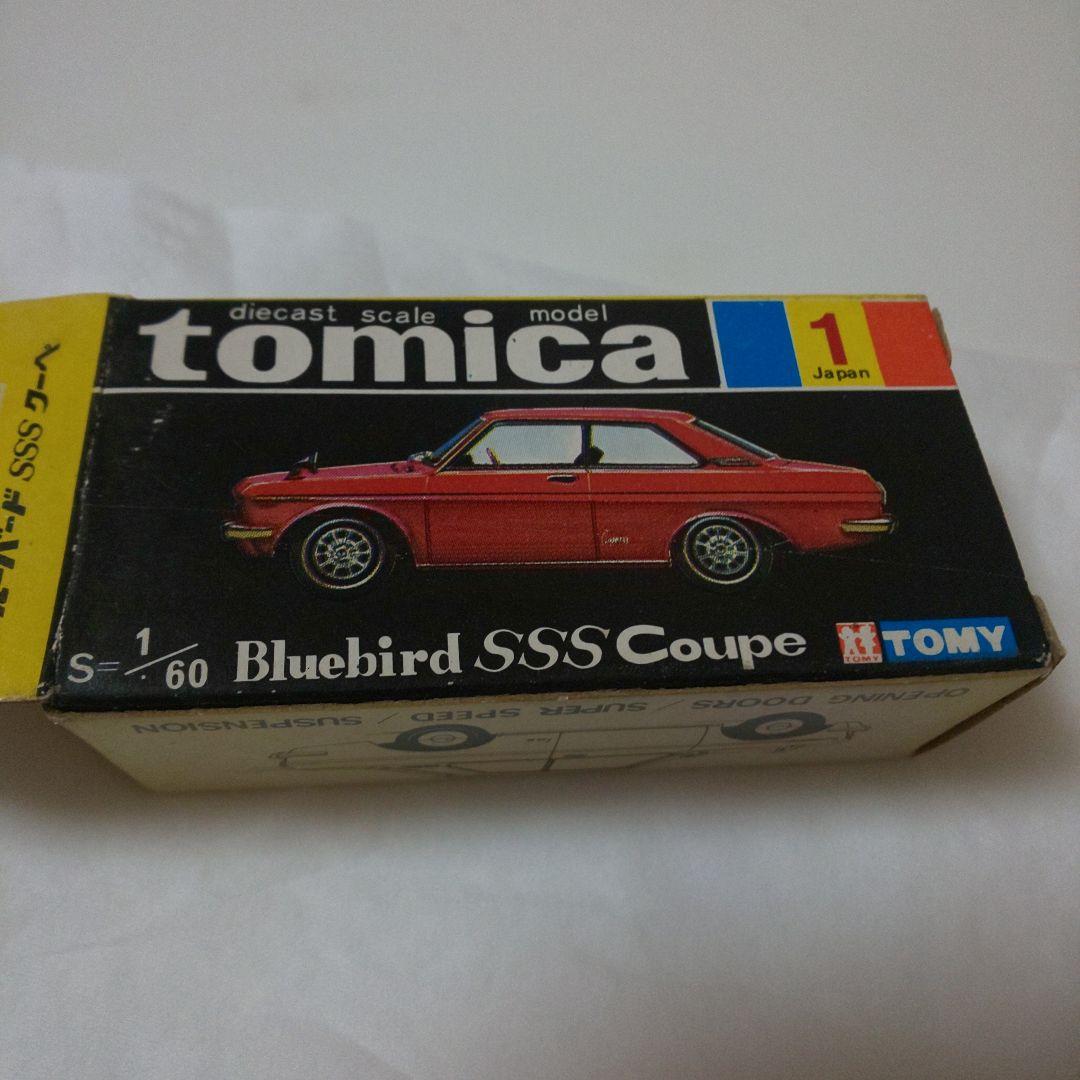 diecast scale model
tomica
1
Japan
S=1/60 Bluebird SSS Coupe
TOMY
TOMY
OPENING DOORS / SUPER SPEED / SUSPENSION
バード SSS クーペ